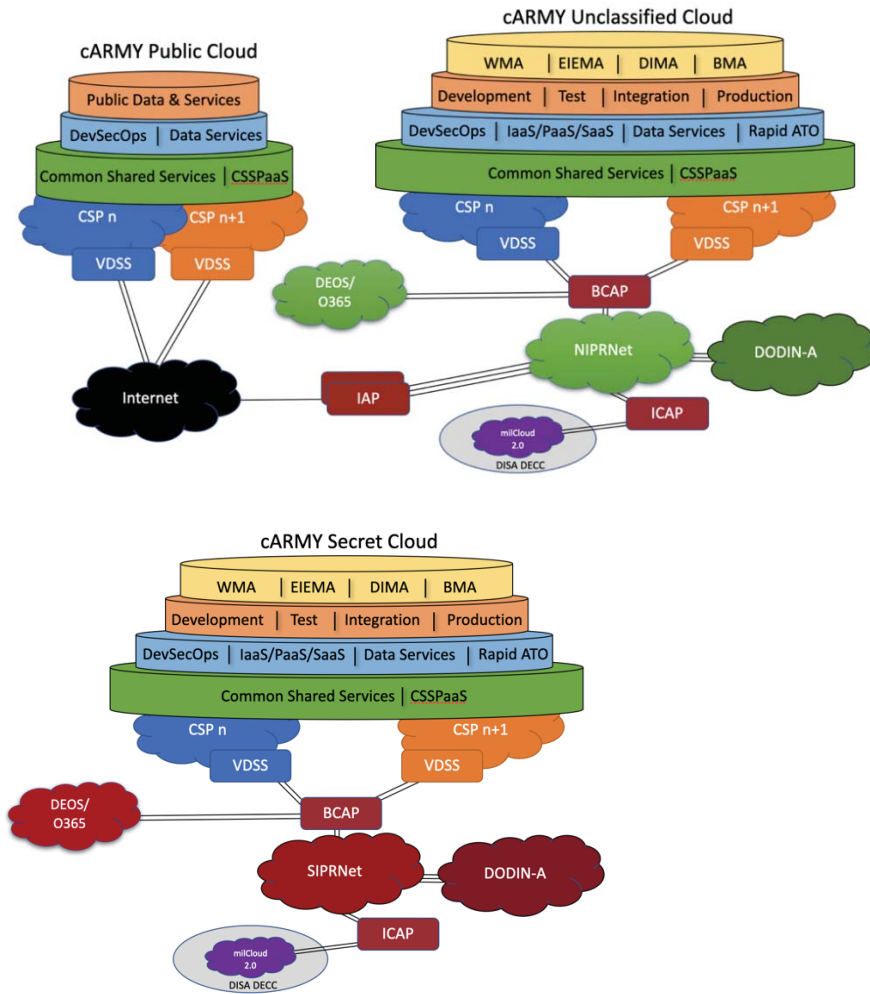 cARMY Public Cloud
Public Data & Services
DevSecOps | Data Services
Common Shared Services | CSSPaaS
CSP n
CSP n+1
VDSS
VDSS
Internet
cARMY Unclassified Cloud
WMA | EIEMA | DIMA | BMA
Development | Test | Integration | Production
DevSecOps | IaaS/PaaS/SaaS | Data Services | Rapid ATO
Common Shared Services | CSSPaaS
CSP n
CSP n+1
VDSS
VDSS
DEOS/
O365
BCAP
NIPRNet
DODIN-A
IAP
ICAP
milCloud
2.0
DISA DECC
cARMY Secret Cloud
WMA | EIEMA | DIMA | BMA
Development | Test | Integration | Production
DevSecOps | IaaS/PaaS/SaaS | Data Services | Rapid ATO
Common Shared Services | CSSPaaS
CSP n
CSP n+1
VDSS
VDSS
DEOS/
O365
BCAP
SIPRNet
DODIN-A
ICAP
milCloud
2.0
DISA DECC